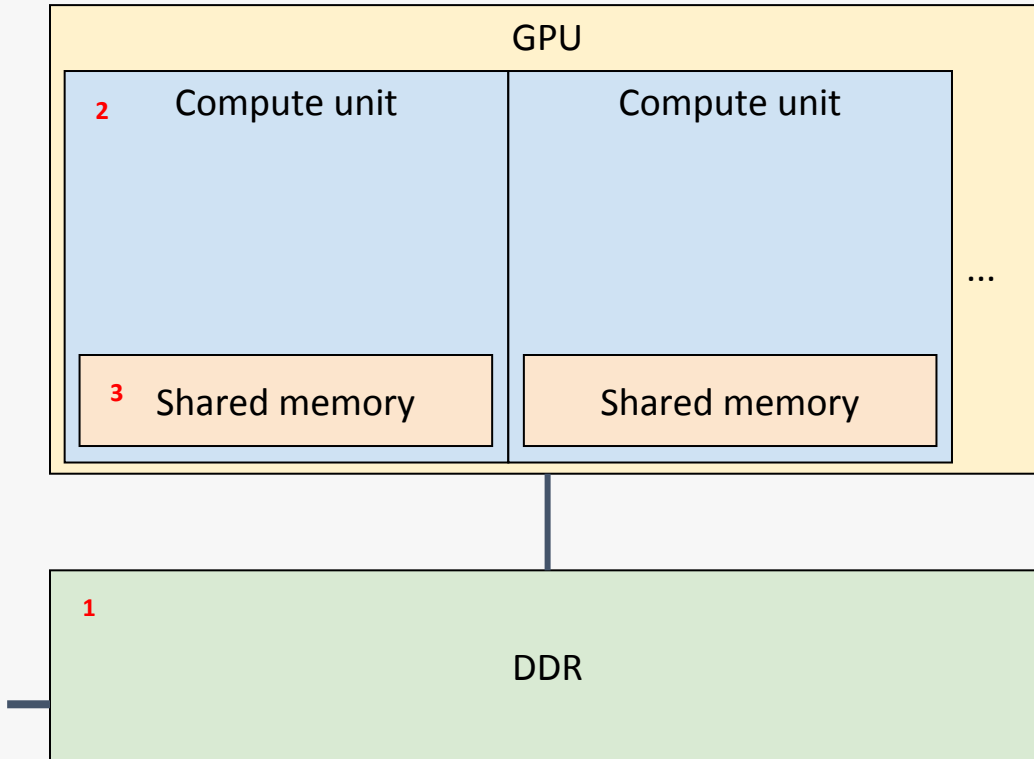 GPU
2 Compute unit Compute unit
...
3 Shared memory Shared memory
1
DDR